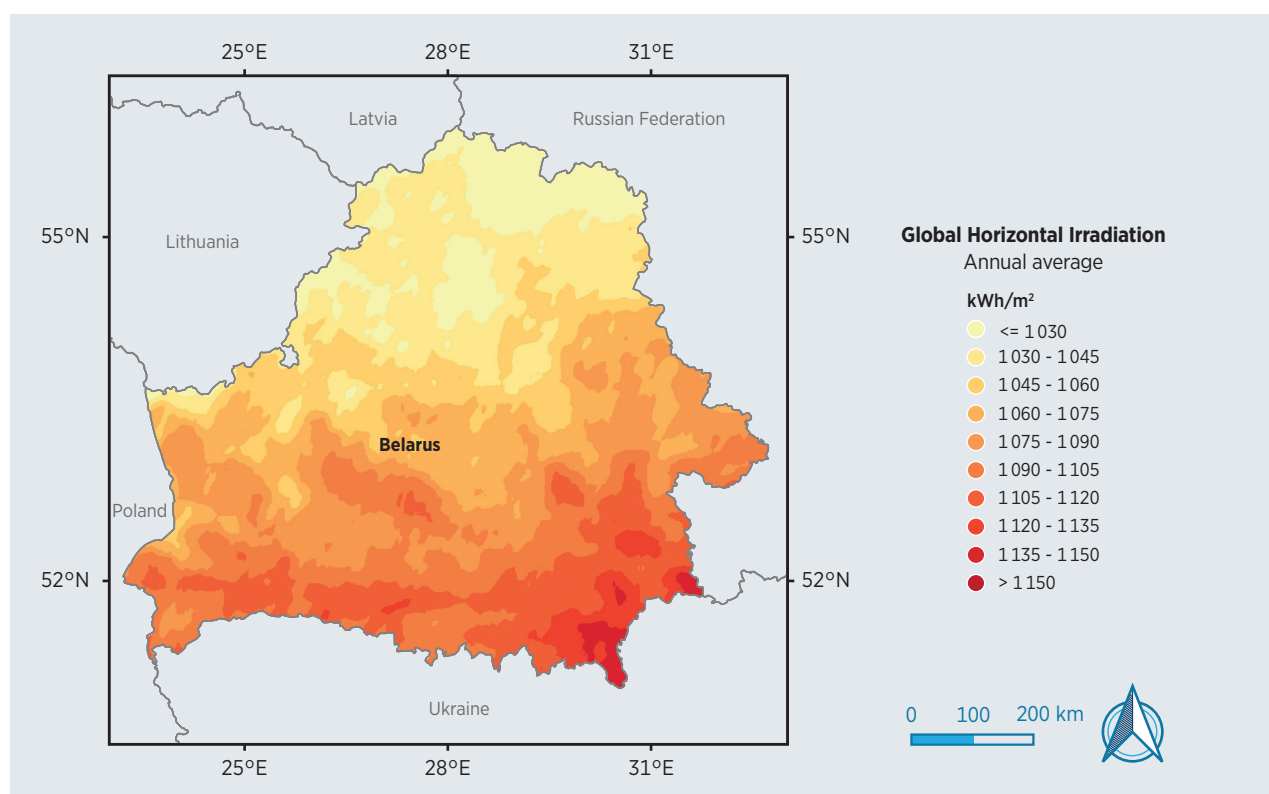 25°E 28°E 31°E
Latvia
Russian Federation
55°N
55°N
Lithuania
Belarus
Poland
52°N
52°N
Ukraine
25°E 28°E 31°E
Global Horizontal Irradiation
Annual average
kWh/m²
<= 1 030
1 030 - 1 045
1 045 - 1 060
1 060 - 1 075
1 075 - 1 090
1 090 - 1 105
1 105 - 1 120
1 120 - 1 135
1 135 - 1 150
> 1 150
0 100 200 km